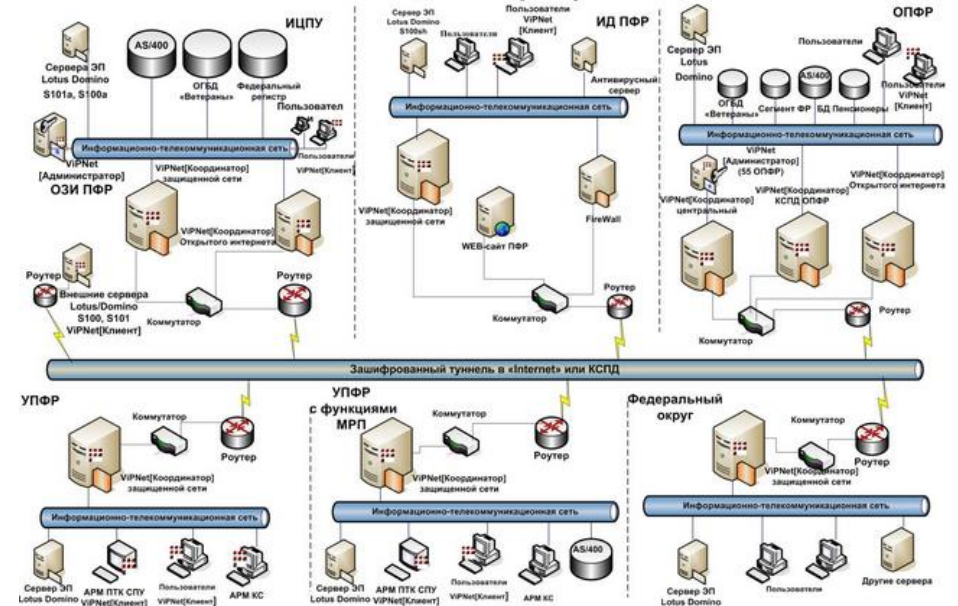 ИЦПУ
Сервера ЭП
Lotus Domino
S101a, S100a
AS/400
ОГБД
«Ветераны»
Федеральный
регистр
Пользовател
и
Информационно-телекоммуникационная сеть
Пользователи
ViPNet[Клиент]
ViPNet
[Администратор]
ОЗИ ПФР
ViPNet[Координатор]
защищенной сети
ViPNet[Координатор]
Открытого интернета
Роутер
Внешние сервера
Lotus/Domino
S100, S101
ViPNet[Клиент]
Коммутатор
Роутер
ИД ПФР
Сервер ЭП
Lotus Domino
S100sh
Пользователи
Пользователи
ViPNet
[Клиент]
Антивирусный
сервер
Информационно-телекоммуникационная сеть
ViPNet[Координатор]
защищенной сети
WEB-сайт ПФР
FireWall
Коммутатор
Роутер
ОПФР
Сервер ЭП
Lotus
Domino
Пользователи
Пользователи
ViPNet
[Клиент]
ОГБД
«Ветераны»
Сегмент ФР
AS/400
БД Пенсионеры
Информационно-телекоммуникационная сеть
ViPNet
[Администратор]
(55 ОПФР)
ViPNet[Координатор]
центральный
ViPNet[Координатор]
КСПД ОПФР
ViPNet[Координатор]
Открытого интернета
Коммутатор
Роутер
Зашифрованный туннель в «Internet» или КСПД
УПФР
Коммутатор
Роутер
ViPNet[Координатор]
защищенной сети
Информационно-телекоммуникационная сеть
Сервер ЭП
Lotus Domino
АРМ ПТК СПУ
ViPNet[Клиент]
Пользователи
ViPNet[Клиент]
АРМ КС
УПФР
с функциями
МРП
Коммутатор
Роутер
ViPNet[Координатор]
защищенной сети
Информационно-телекоммуникационная сеть
Сервер ЭП
Lotus Domino
АРМ ПТК СПУ
ViPNet[Клиент]
Пользователи
ViPNet[Клиент]
АРМ КС
AS/400
Федеральный
округ
Коммутатор
Роутер
ViPNet[Координатор]
защищенной сети
Информационно-телекоммуникационная сеть
Сервер ЭП
Lotus Domino
Пользователи
Другие сервера